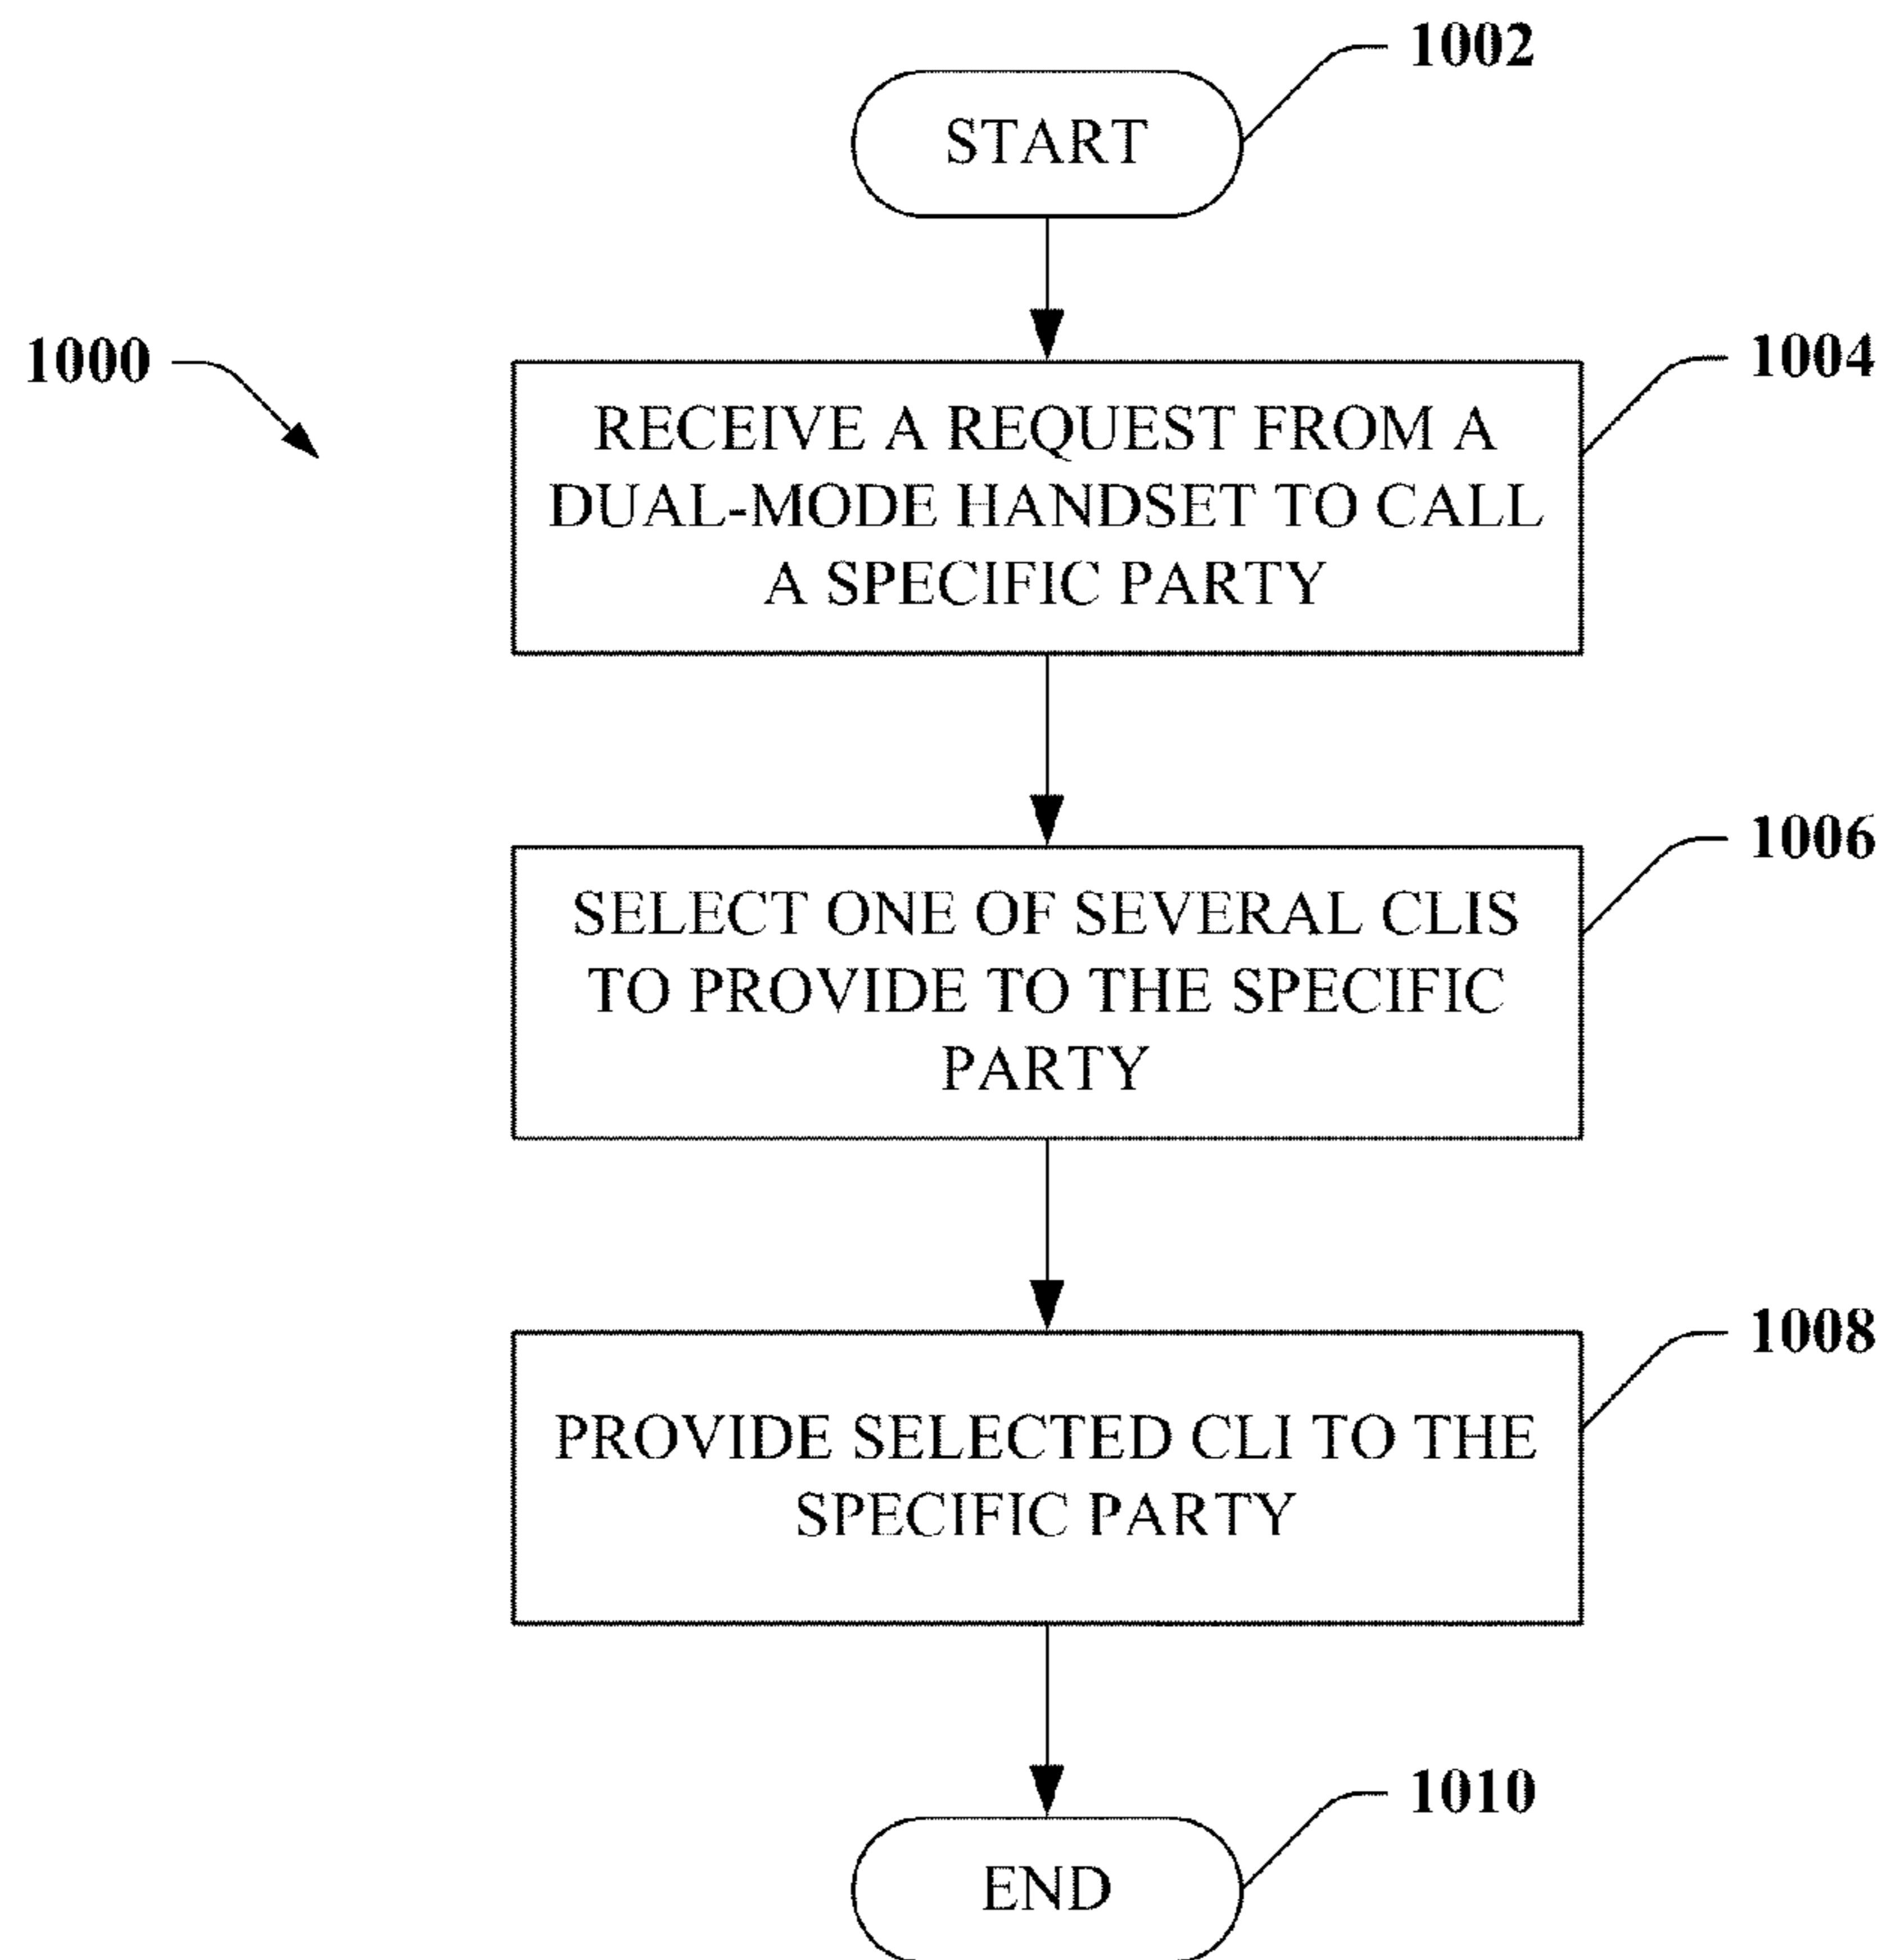 1002
START
1000
1004
RECEIVE A REQUEST FROM A
DUAL-MODE HANDSET TO CALL
A SPECIFIC PARTY
1006
SELECT ONE OF SEVERAL CLIS
TO PROVIDE TO THE SPECIFIC
PARTY
1008
PROVIDE SELECTED CLI TO THE
SPECIFIC PARTY
1010
END